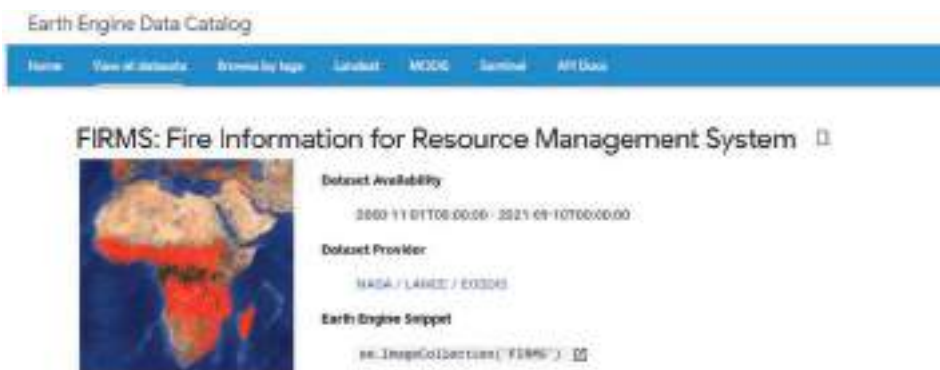 Earth Engine Data Catalog
Home View all datasets Browse by tags Landsat MODIS Sentinel API Docs
FIRMS: Fire Information for Resource Management System
Dataset Availability
2000-11-01T00:00:00 - 2021-09-10T00:00:00
Dataset Provider
NASA / LANCE / EOSDIS
Earth Engine Snippet
ee.ImageCollection("FIRMS")